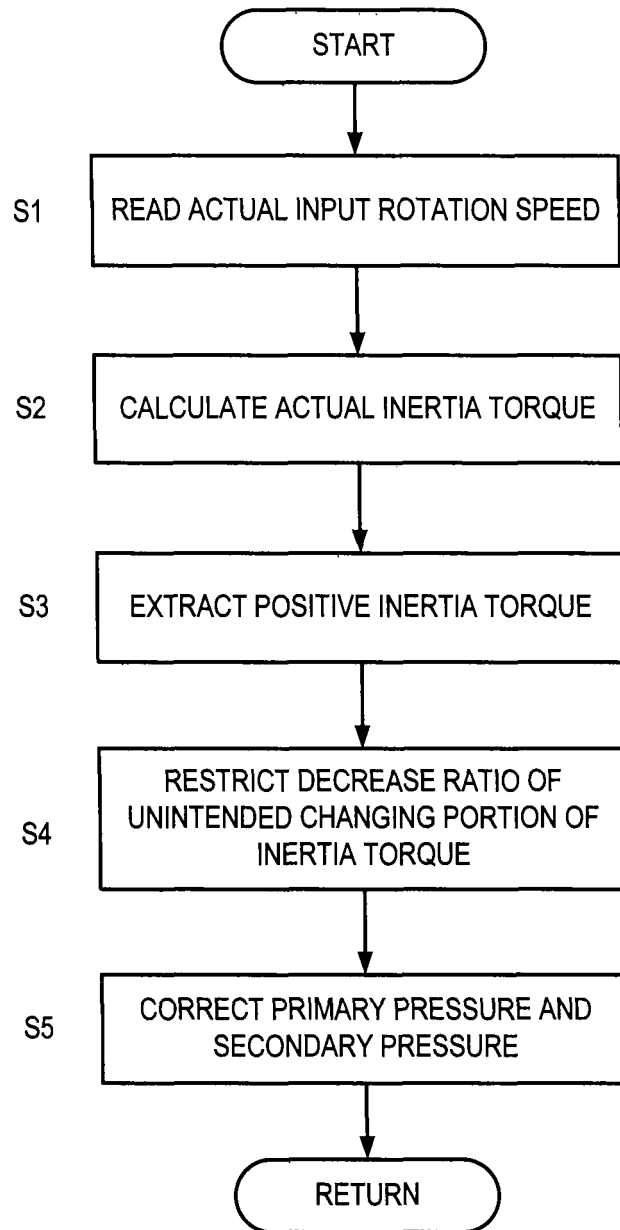 START
S1
READ ACTUAL INPUT ROTATION SPEED
S2
CALCULATE ACTUAL INERTIA TORQUE
S3
EXTRACT POSITIVE INERTIA TORQUE
S4
RESTRICT DECREASE RATIO OF
UNINTENDED CHANGING PORTION OF
INERTIA TORQUE
S5
CORRECT PRIMARY PRESSURE AND
SECONDARY PRESSURE
RETURN